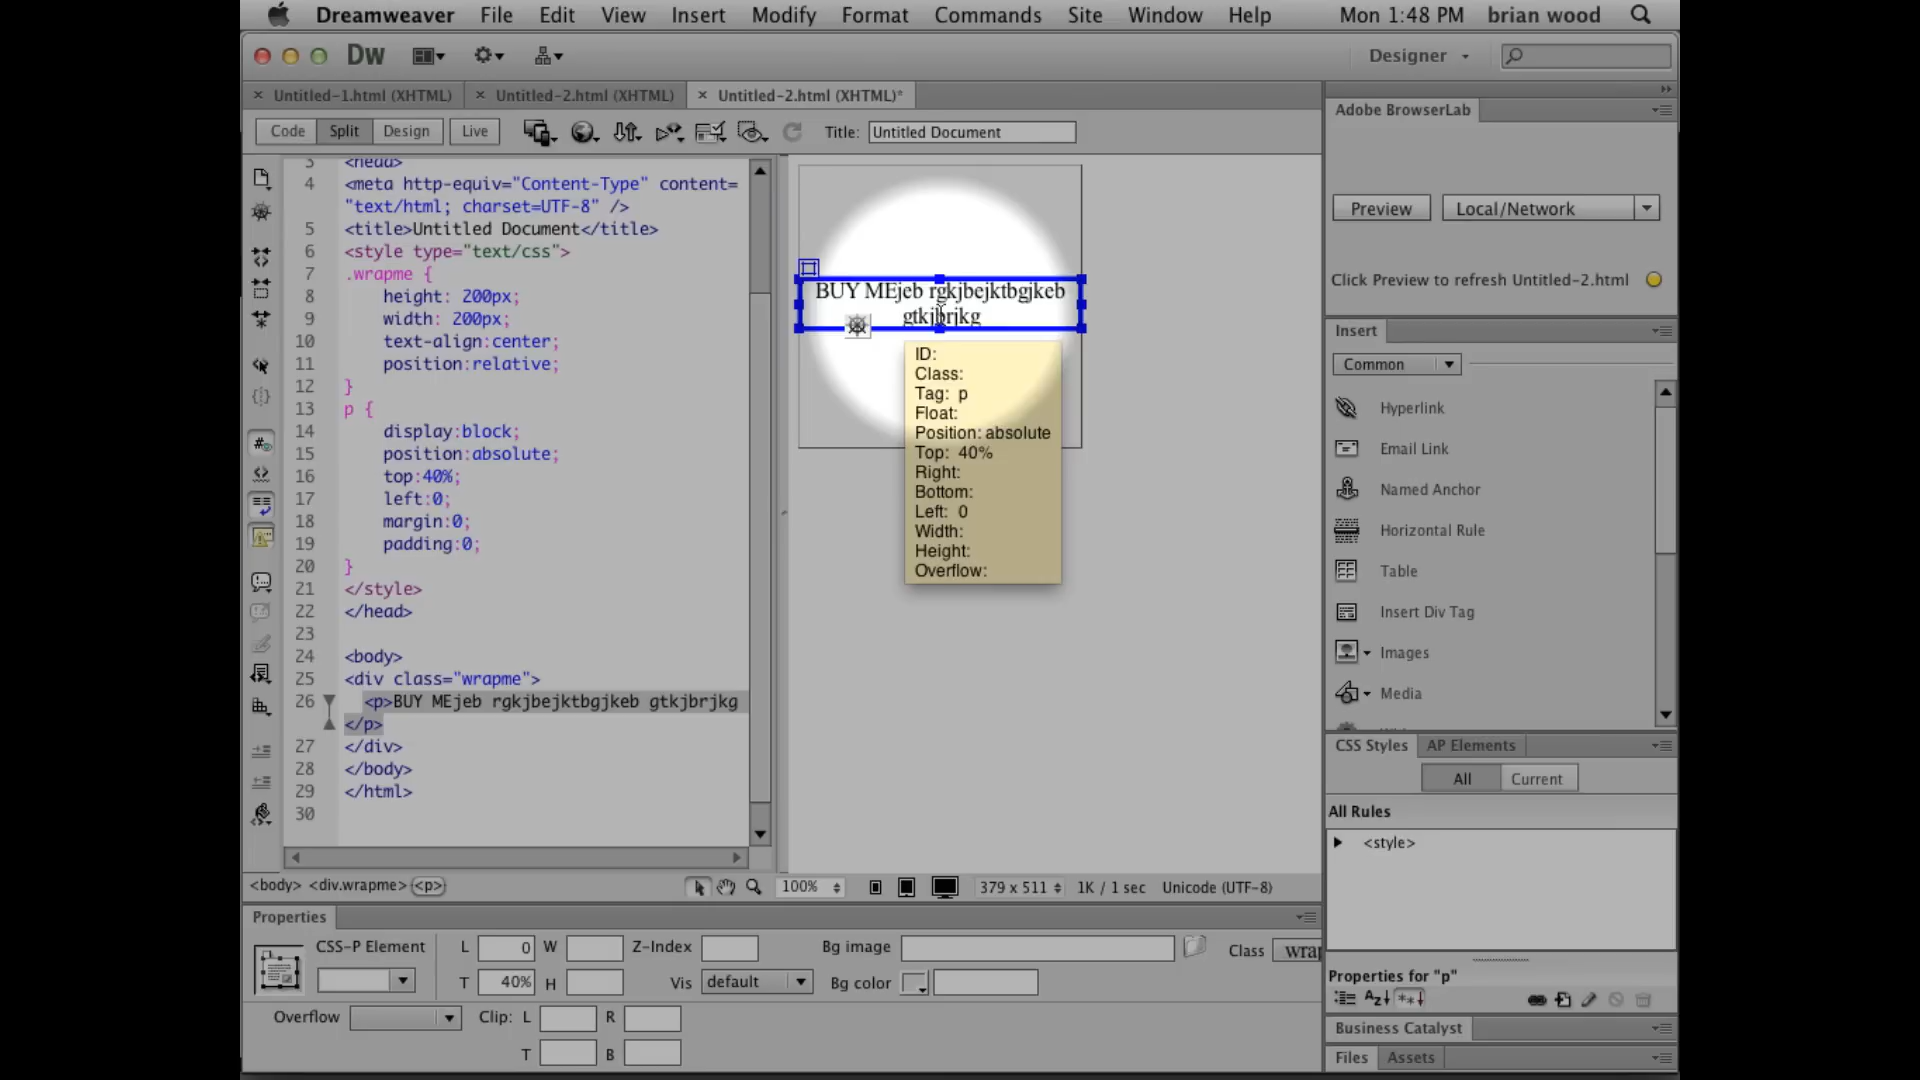 Dreamweaver File Edit View Insert Modify Format Commands Site Window Help Mon 1:48 PM brian wood
Dw Designer
Untitled-1.html (XHTML) Untitled-2.html (XHTML) Untitled-2.html (XHTML)*
Code Split Design Live Title: Untitled Document
3 <head>
4 <meta http-equiv="Content-Type" content=
"text/html; charset=UTF-8" />
5 <title>Untitled Document</title>
6 <style type="text/css">
7 .wrapme {
8 height: 200px;
9 width: 200px;
10 text-align:center;
11 position:relative;
12 }
13 p {
14 display:block;
15 position:absolute;
16 top:40%;
17 left:0;
18 margin:0;
19 padding:0;
20 }
21 </style>
22 </head>
23
24 <body>
25 <div class="wrapme">
26 <p>BUY MEjeb rgkjbejktbgjkeb gtkjbrjkg
</p>
27 </div>
28 </body>
29 </html>
30
BUY MEjeb rgkjbejktbgjkeb
gtkjbrjkg
ID:
Class:
Tag: p
Float:
Position: absolute
Top: 40%
Right:
Bottom:
Left: 0
Width:
Height:
Overflow:
<body> <div.wrapme> <p> 100% 379 x 511 1K / 1 sec Unicode (UTF-8)
Properties
CSS-P Element L 0 W Z-Index Bg image Class wrap
T 40% H Vis default Bg color
Overflow Clip: L R
T B
Adobe BrowserLab
Preview Local/Network
Click Preview to refresh Untitled-2.html
Insert
Common
Hyperlink
Email Link
Named Anchor
Horizontal Rule
Table
Insert Div Tag
Images
Media
CSS Styles AP Elements
All Current
All Rules
<style>
Properties for "p"
Business Catalyst
Files Assets